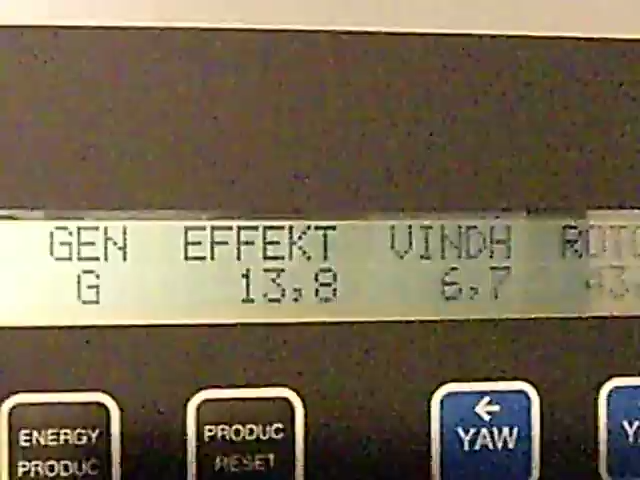 GEN EFFEKT VINDH
G 13,8 6,7
ENERGY
PRODUC
PRODUC
RESET
← YAW